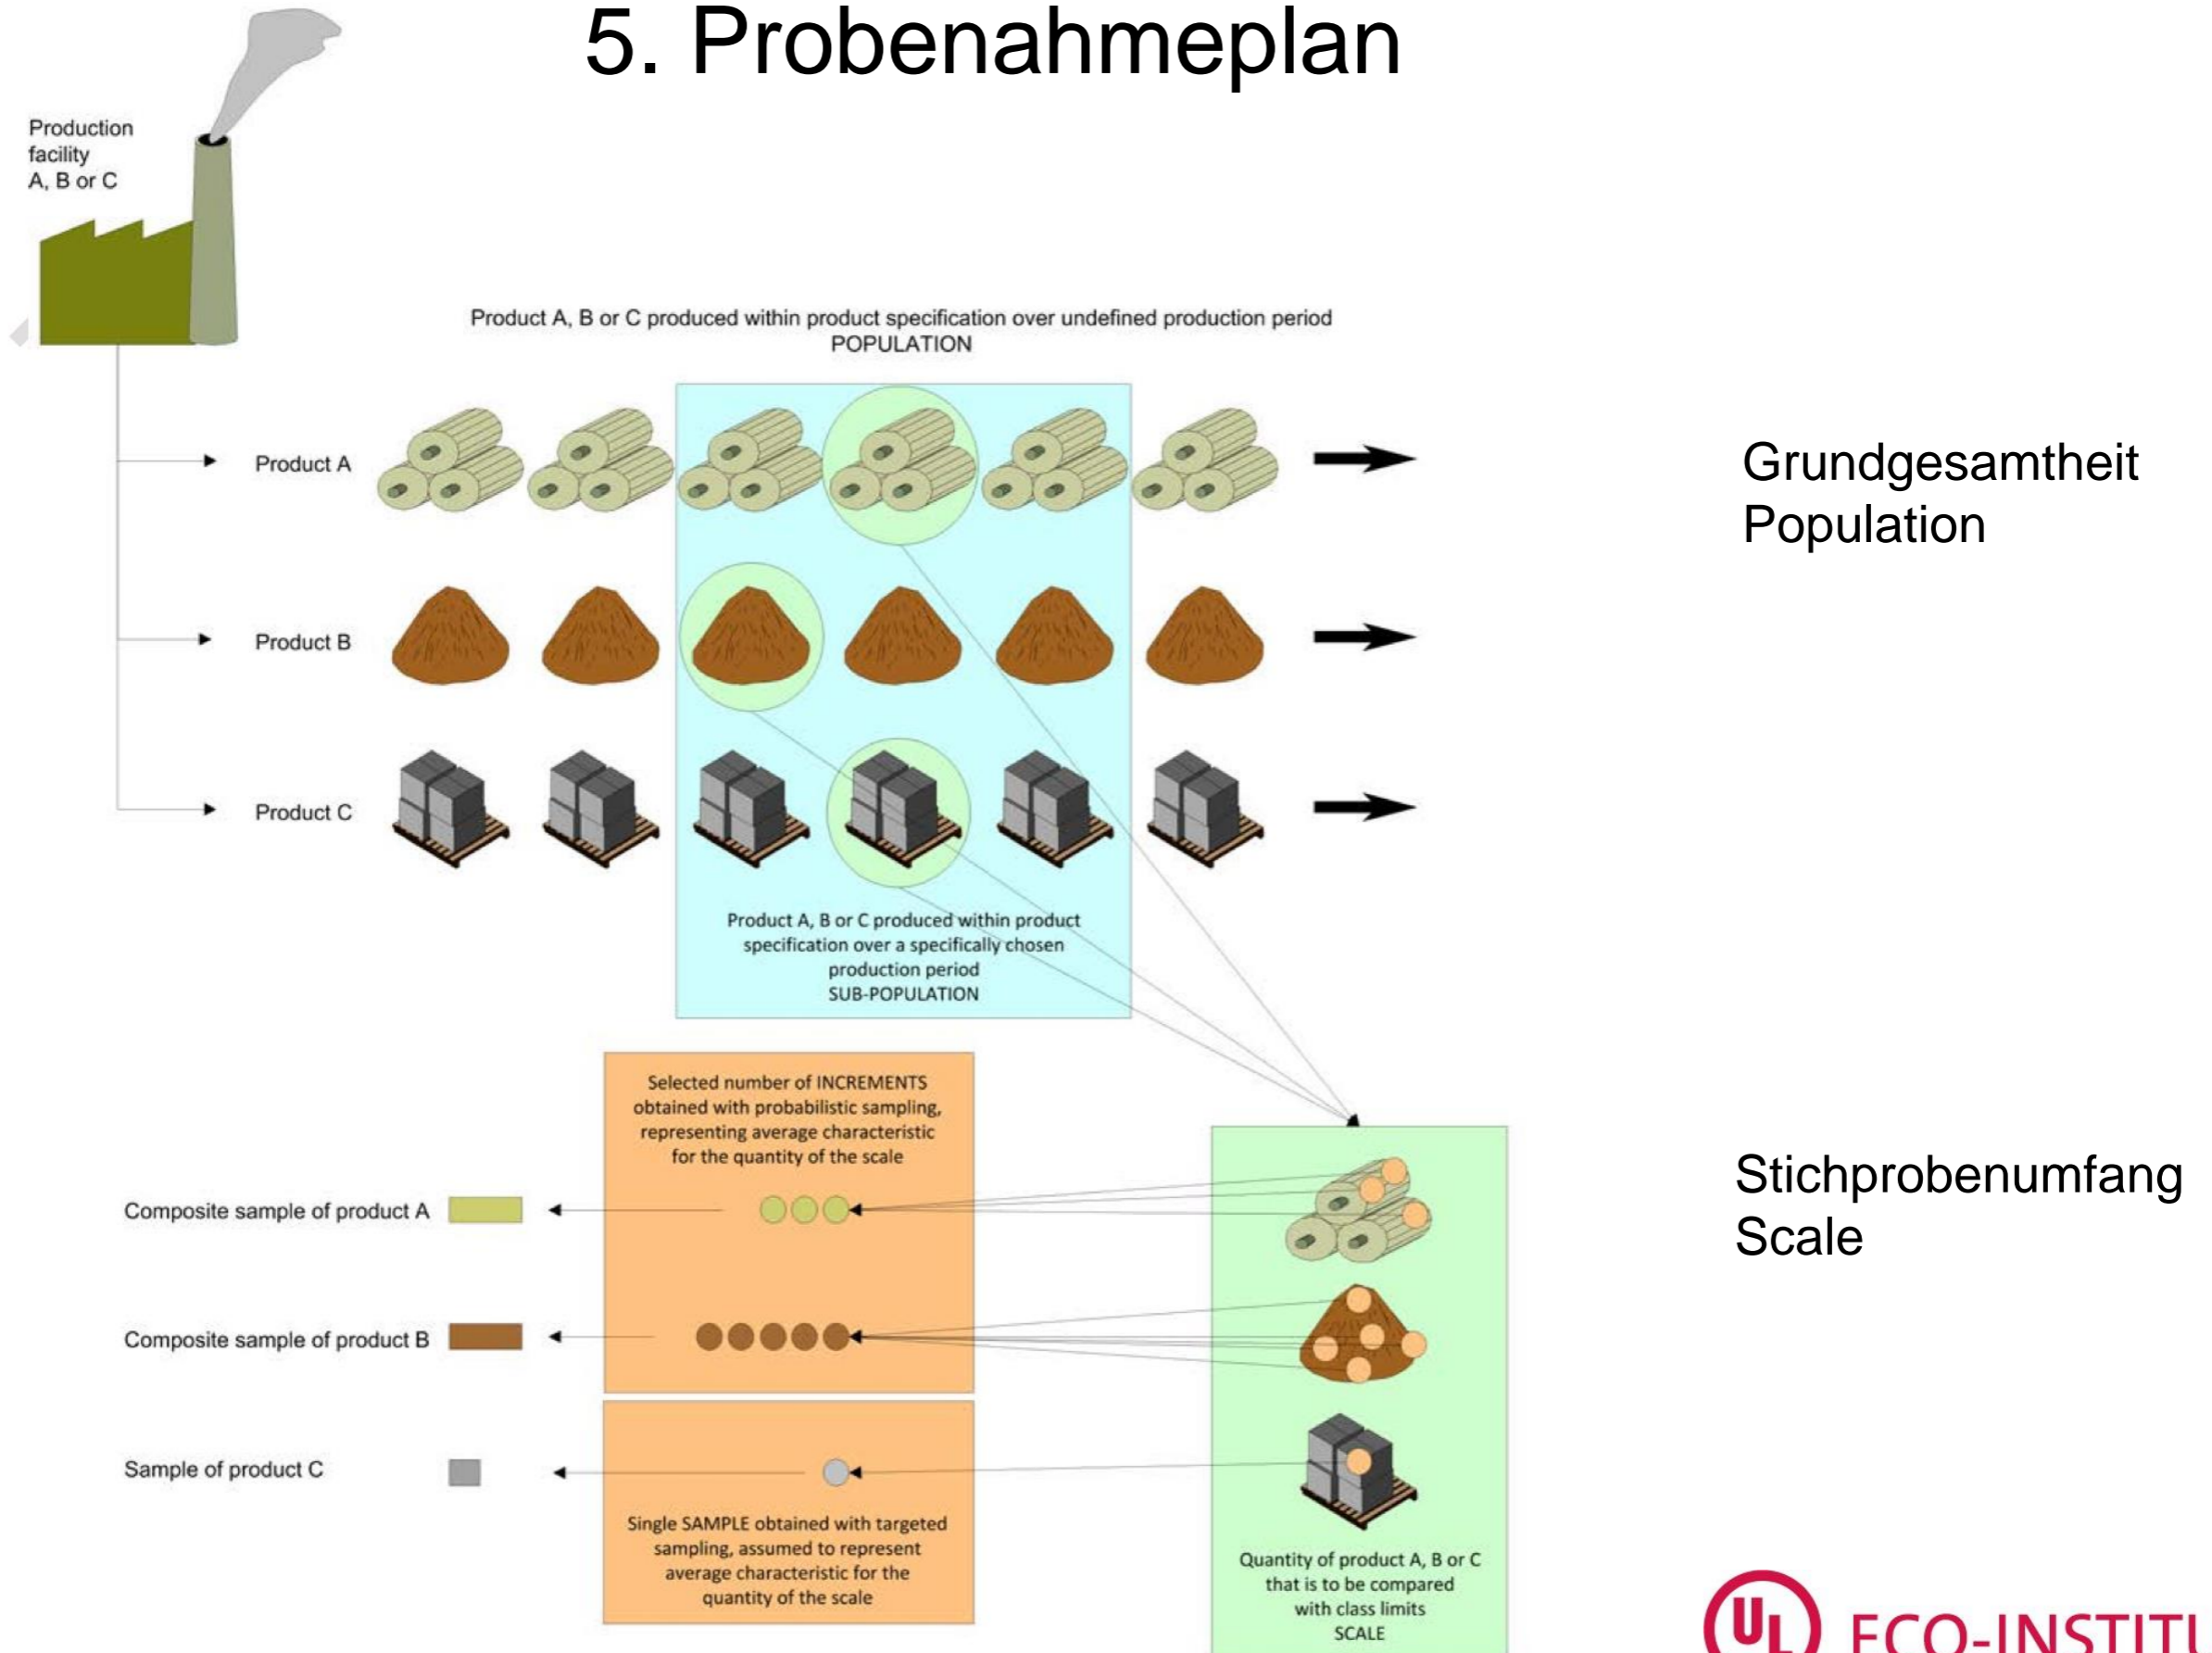 5. Probenahmeplan
Production
facility
A, B or C
Product A, B or C produced within product specification over undefined production period
POPULATION
Product A
Grundgesamtheit
Population
Product B
Product C
Product A, B or C produced within product
specification over a specifically chosen
production period
SUB-POPULATION
Selected number of INCREMENTS
obtained with probabilistic sampling,
representing average characteristic
for the quantity of the scale
Stichprobenumfang
Scale
Composite sample of product A
Composite sample of product B
Sample of product C
Single SAMPLE obtained with targeted
sampling, assumed to represent
average characteristic for the
quantity of the scale
Quantity of product A, B or C
that is to be compared
with class limits
SCALE
UL ECO-INSTITU